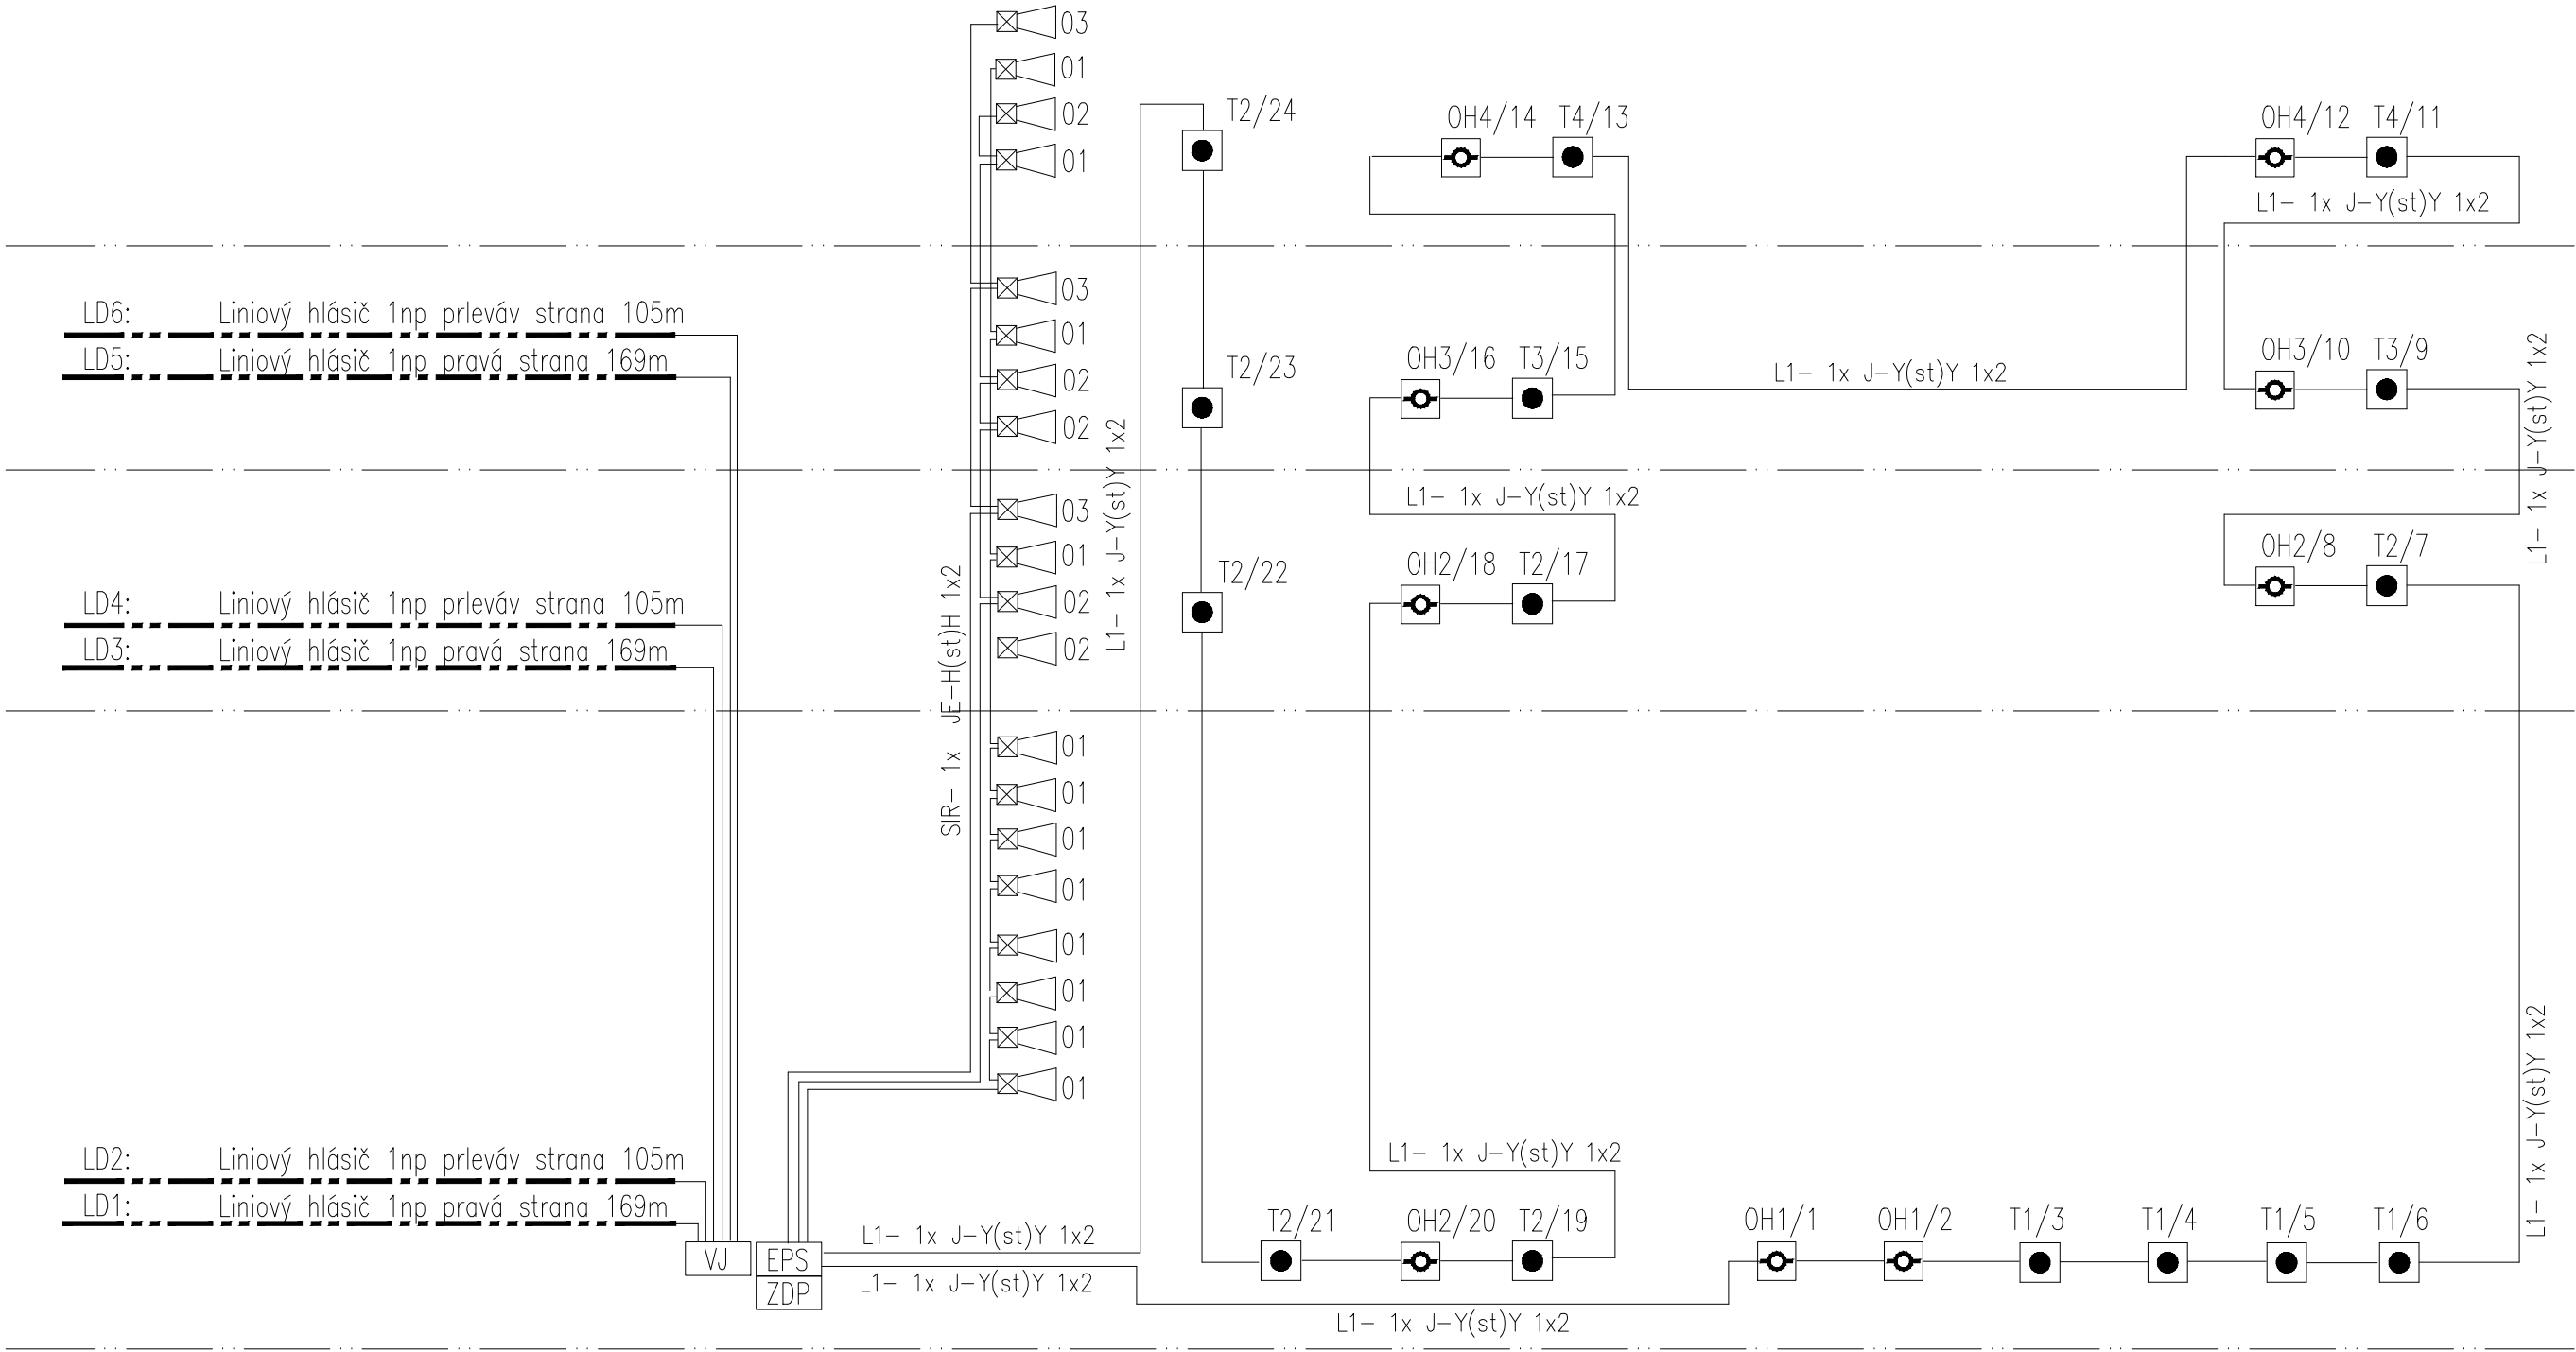 03
01
02
01
T2/24
OH4/14 T4/13
OH4/12 T4/11
L1- 1x J-Y(st)Y 1x2
LD6: Liniový hlásič 1np prleváv strana 105m
LD5: Liniový hlásič 1np pravá strana 169m
03
01
02
02
T2/23
OH3/16 T3/15
L1- 1x J-Y(st)Y 1x2
OH3/10 T3/9
L1- 1x J-Y(st)Y 1x2
L1- 1x J-Y(st)Y 1x2
L1- 1x J-Y(st)Y 1x2
LD4: Liniový hlásič 1np prleváv strana 105m
LD3: Liniový hlásič 1np pravá strana 169m
SIR- 1x JE-H(st)H 1x2
03
01
02
02
T2/22
OH2/18 T2/17
OH2/8 T2/7
01
01
01
01
01
01
01
01
L1- 1x J-Y(st)Y 1x2
L1- 1x J-Y(st)Y 1x2
LD2: Liniový hlásič 1np prleváv strana 105m
LD1: Liniový hlásič 1np pravá strana 169m
VJ
EPS
ZDP
L1- 1x J-Y(st)Y 1x2
L1- 1x J-Y(st)Y 1x2
T2/21
OH2/20 T2/19
OH1/1 OH1/2 T1/3 T1/4 T1/5 T1/6
L1- 1x J-Y(st)Y 1x2